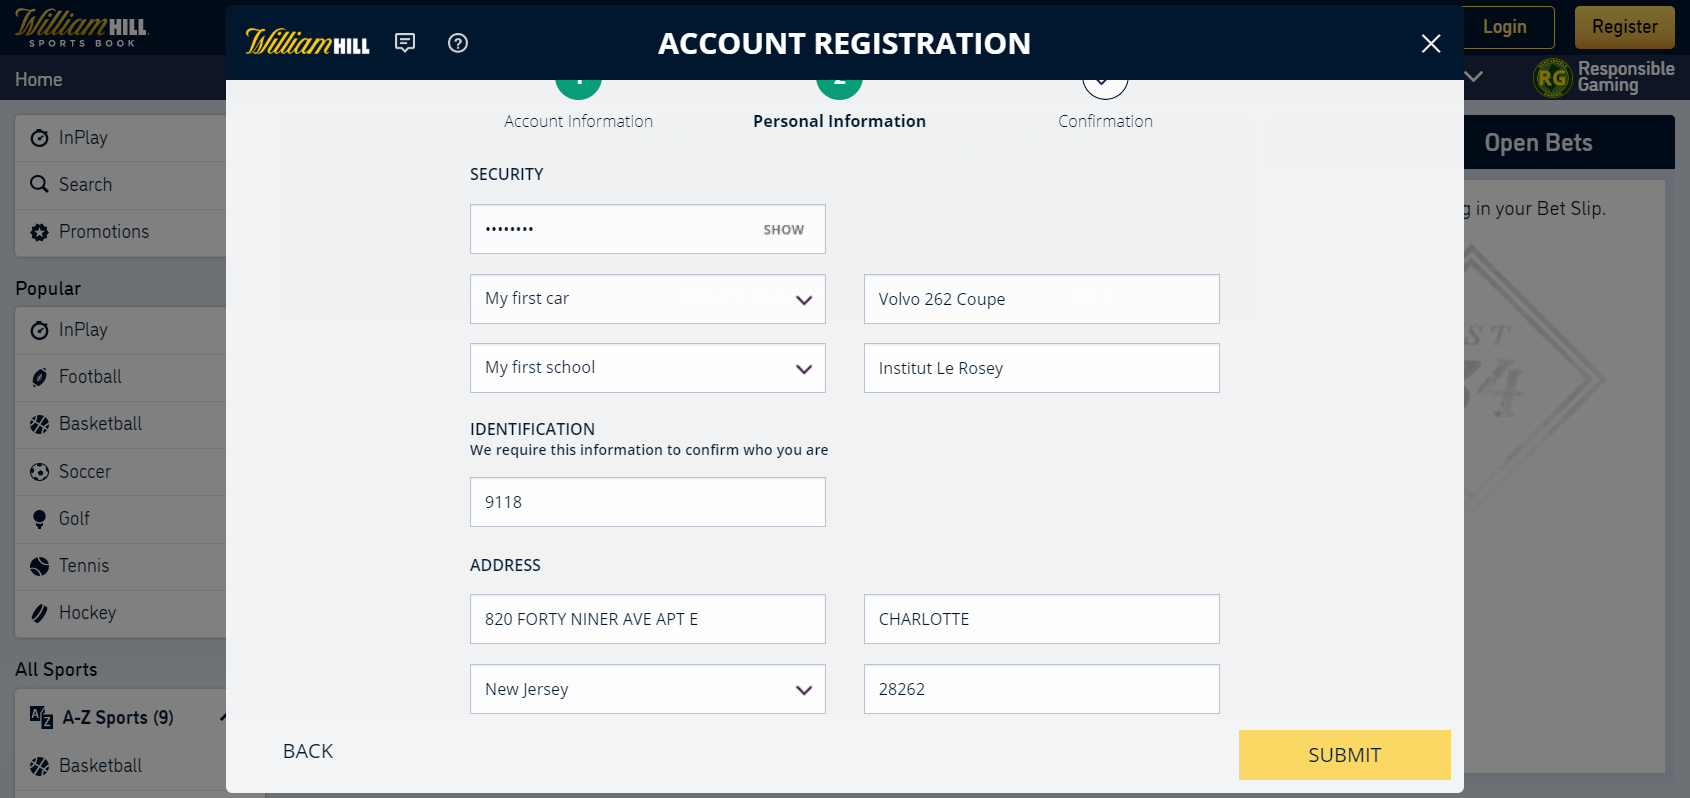 William HILL
SPORTS BOOK
Login
Register
Home
RG
Responsible
Gaming
William HILL
ACCOUNT REGISTRATION
2
Account Information
Personal Information
Confirmation
InPlay
Search
Promotions
Popular
InPlay
Football
Basketball
Soccer
Golf
Tennis
Hockey
All Sports
A-Z Sports (9)
Basketball
SECURITY
••••••••
SHOW
My first car
Volvo 262 Coupe
My first school
Institut Le Rosey
IDENTIFICATION
We require this information to confirm who you are
9118
ADDRESS
820 FORTY NINER AVE APT E
CHARLOTTE
New Jersey
28262
BACK
SUBMIT
Open Bets
in your Bet Slip.